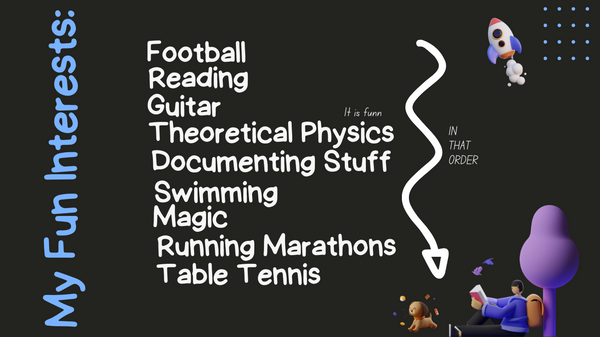 My Fun Interests:
Football
Reading
Guitar
It is funn
Theoretical Physics
Documenting Stuff
Swimming
Magic
Running Marathons
Table Tennis
IN
THAT
ORDER